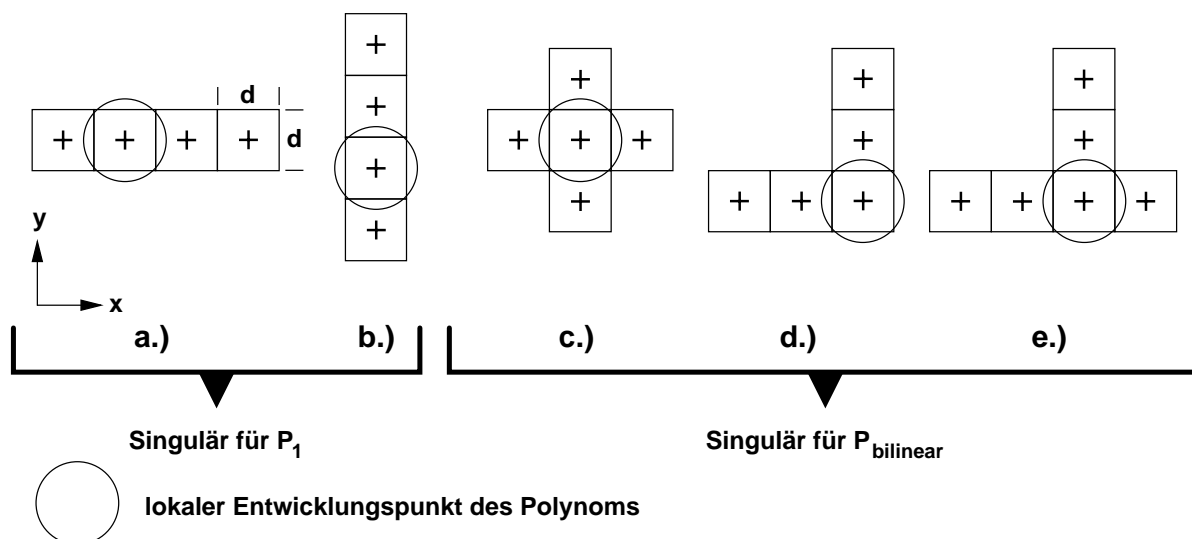 d
d
y
x
a.) b.) c.) d.) e.)
Singulär für P1 Singulär für Pbilinear
lokaler Entwicklungspunkt des Polynoms